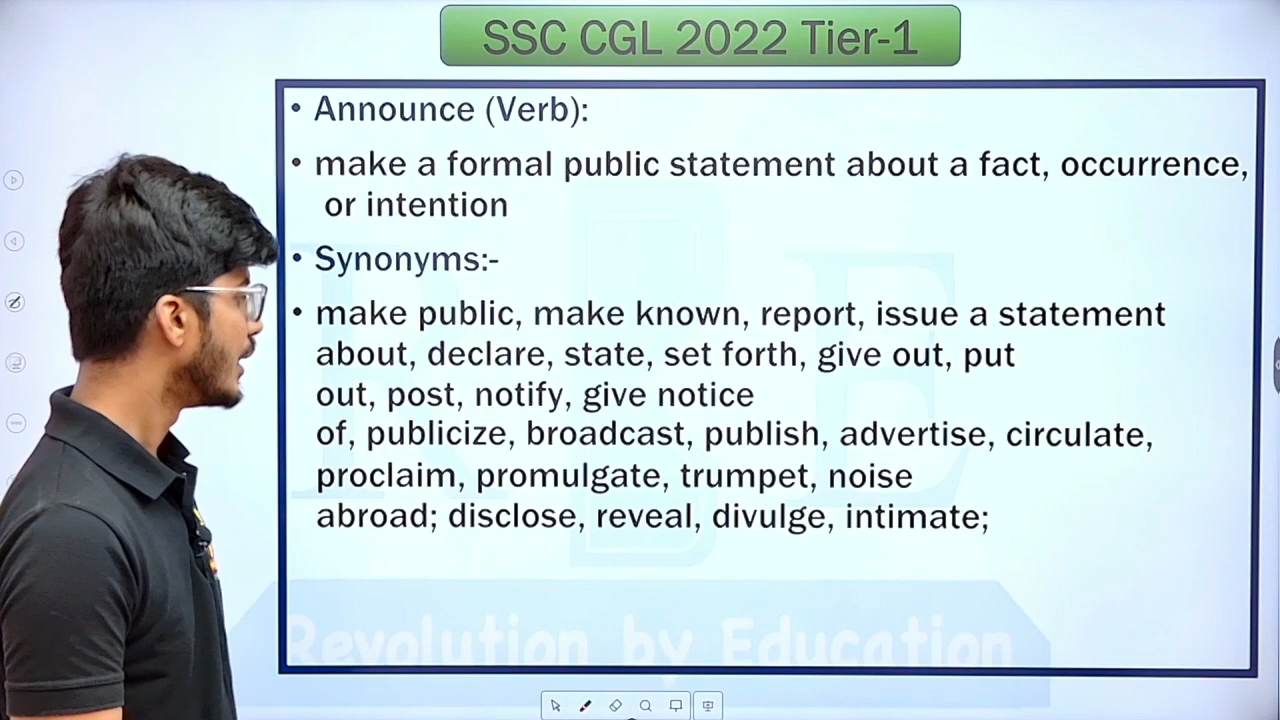 SSC CGL 2022 Tier-1
• Announce (Verb):
• make a formal public statement about a fact, occurrence,
or intention
• Synonyms:-
• make public, make known, report, issue a statement
about, declare, state, set forth, give out, put
out, post, notify, give notice
of, publicize, broadcast, publish, advertise, circulate,
proclaim, promulgate, trumpet, noise
abroad; disclose, reveal, divulge, intimate;
R B E
Revolution by Education